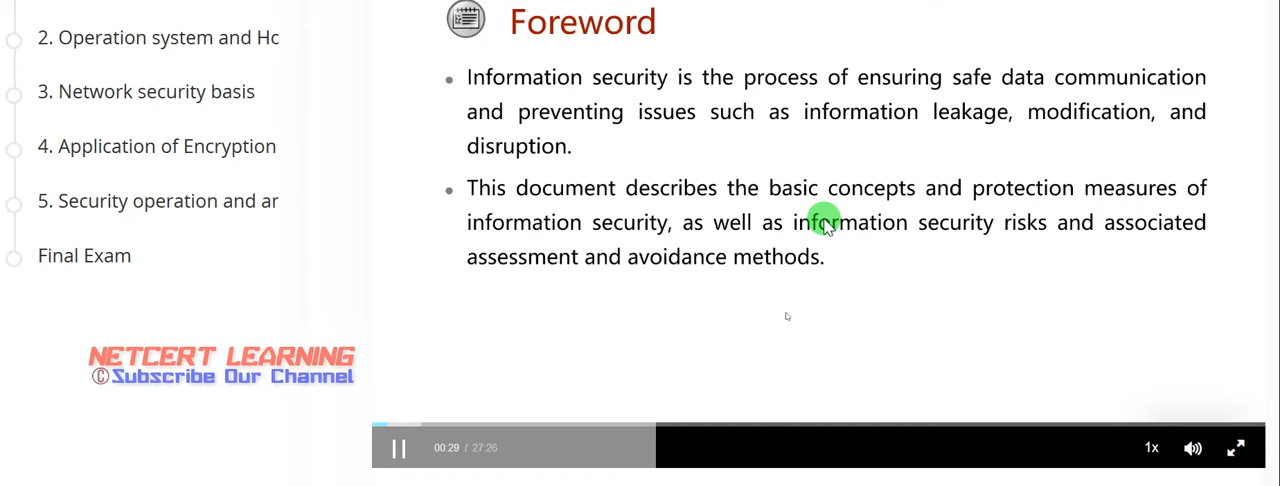 2. Operation system and Hc
3. Network security basis
4. Application of Encryption
5. Security operation and ar
Final Exam
NETCERT LEARNING
© Subscribe Our Channel
Foreword
Information security is the process of ensuring safe data communication
and preventing issues such as information leakage, modification, and
disruption.
This document describes the basic concepts and protection measures of
information security, as well as information security risks and associated
assessment and avoidance methods.
00:29 / 27:26
1x